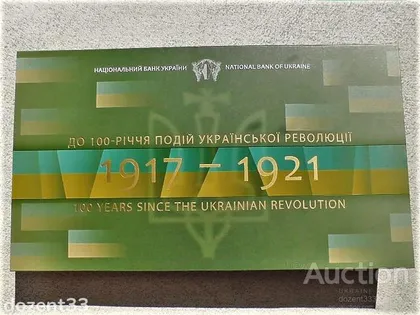 НАЦІОНАЛЬНИЙ БАНК УКРАЇНИ NATIONAL BANK OF UKRAINE
ДО 100-РІЧЧЯ ПОДІЙ УКРАЇНСЬКОЇ РЕВОЛЮЦІЇ
1917 – 1921
100 YEARS SINCE THE UKRAINIAN REVOLUTION
Auction
UKRAINE
dozent33
dozent33